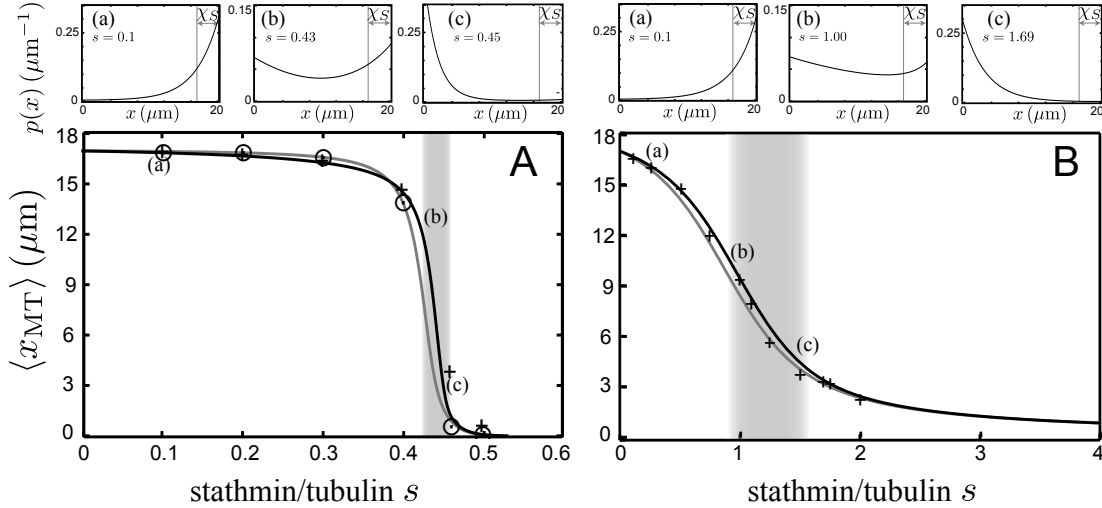 (a) χS
s = 0.1
0.25
0
0 x (μm) 20
(b) χS
s = 0.43
0.15
0
0 x (μm) 20
(c) χS
s = 0.45
0.25
0
0 x (μm) 20
p(x) (μm⁻¹)
(a) χS
s = 0.1
0.25
0
0 x (μm) 20
(b) χS
s = 1.00
0.15
0
0 x (μm) 20
(c) χS
s = 1.69
0.25
0
0 x (μm) 20
⟨x_MT⟩ (μm)
18
15
12
9
6
3
0
(a)
(b)
(c)
A
0 0.1 0.2 0.3 0.4 0.5 0.6
stathmin/tubulin s
18
15
12
9
6
3
0
(a)
(b)
(c)
B
0 1 2 3 4
stathmin/tubulin s